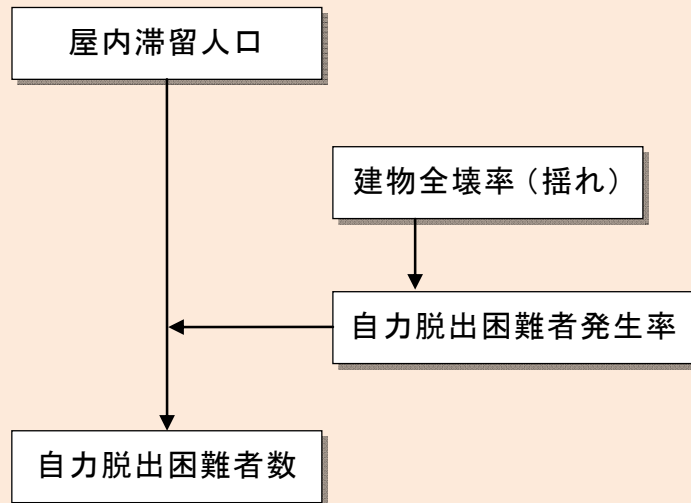 屋内滞留人口
建物全壊率（揺れ）
自力脱出困難者発生率
自力脱出困難者数